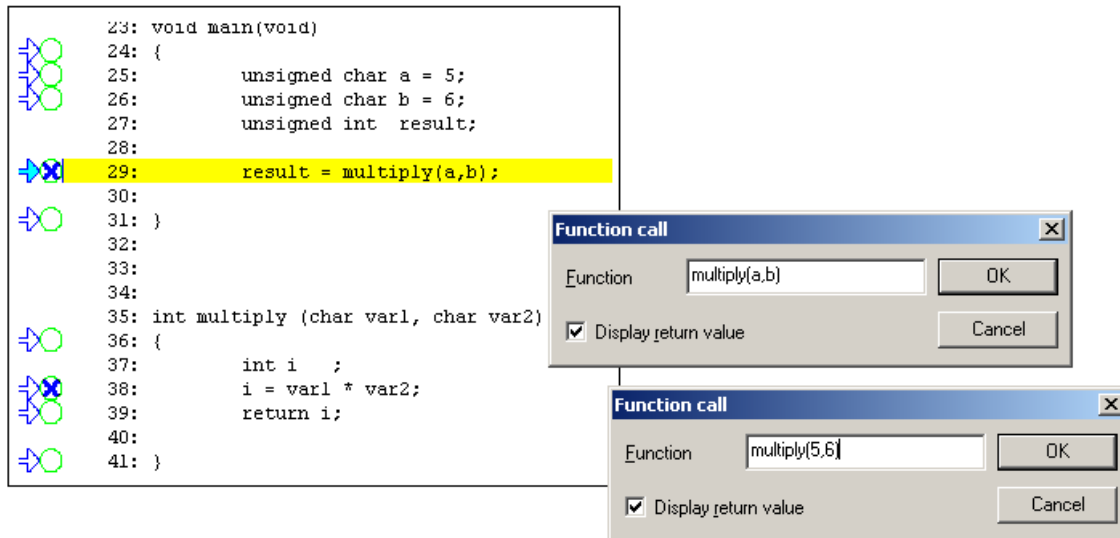 23: void main(void)
24: {
25: unsigned char a = 5;
26: unsigned char b = 6;
27: unsigned int result;
28:
29: result = multiply(a,b);
30:
31: }
32:
33:
34:
35: int multiply (char var1, char var2)
36: {
37: int i ;
38: i = var1 * var2;
39: return i;
40:
41: }
Function call
Function multiply(a,b) OK
Display return value Cancel
Function call
Function multiply(5,6) OK
Display return value Cancel